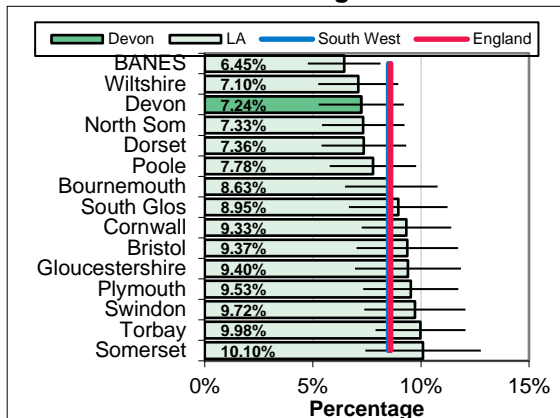 Devon LA South West England
BANES 6.45%
Wiltshire 7.10%
Devon 7.24%
North Som 7.33%
Dorset 7.36%
Poole 7.78%
Bournemouth 8.63%
South Glos 8.95%
Cornwall 9.33%
Bristol 9.37%
Gloucestershire 9.40%
Plymouth 9.53%
Swindon 9.72%
Torbay 9.98%
Somerset 10.10%
0% 5% 10% 15%
Percentage